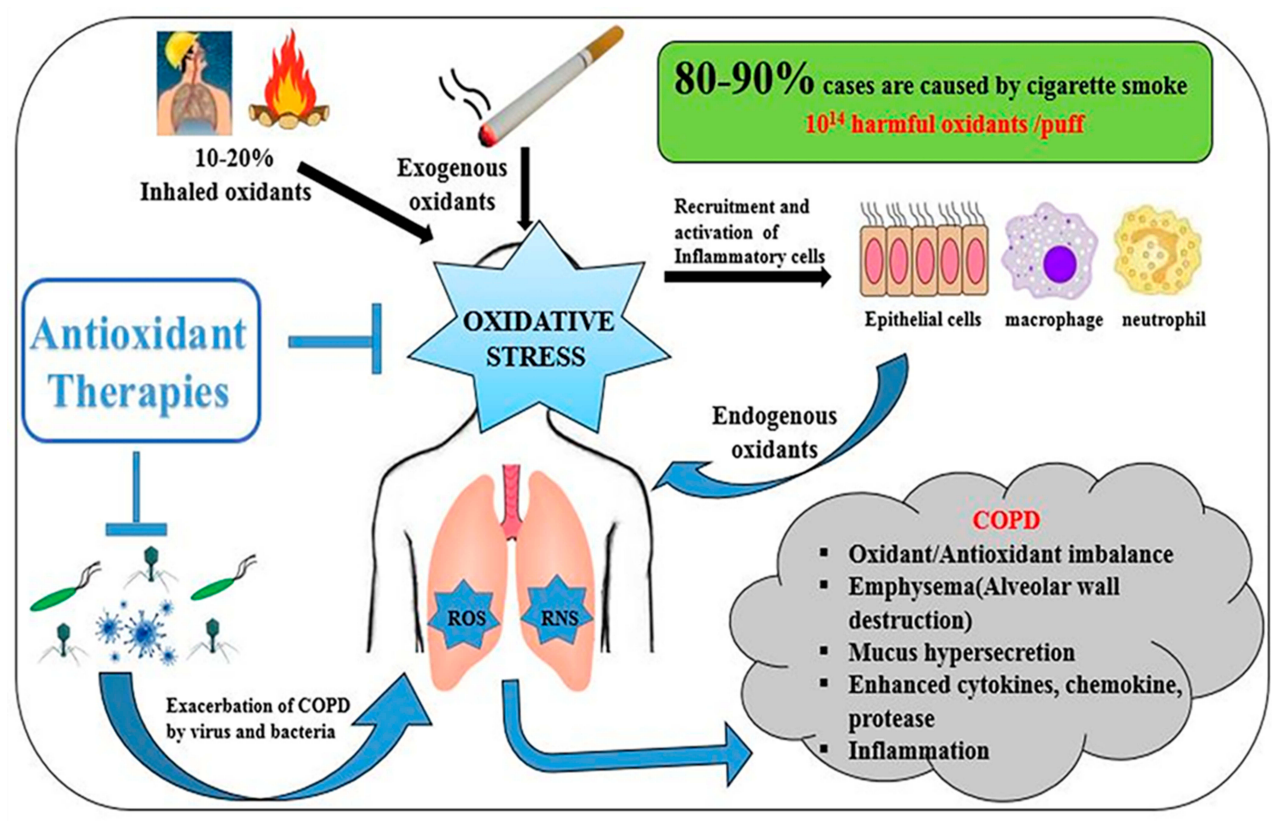 80-90% cases are caused by cigarette smoke
10¹⁴ harmful oxidants /puff
10-20%
Inhaled oxidants
Exogenous
oxidants
Recruitment and
activation of
Inflammatory cells
Epithelial cells
macrophage
neutrophil
Antioxidant
Therapies
OXIDATIVE
STRESS
Endogenous
oxidants
ROS
RNS
Exacerbation of COPD
by virus and bacteria
COPD
▪ Oxidant/Antioxidant imbalance
▪ Emphysema(Alveolar wall
destruction)
▪ Mucus hypersecretion
▪ Enhanced cytokines, chemokine,
protease
▪ Inflammation